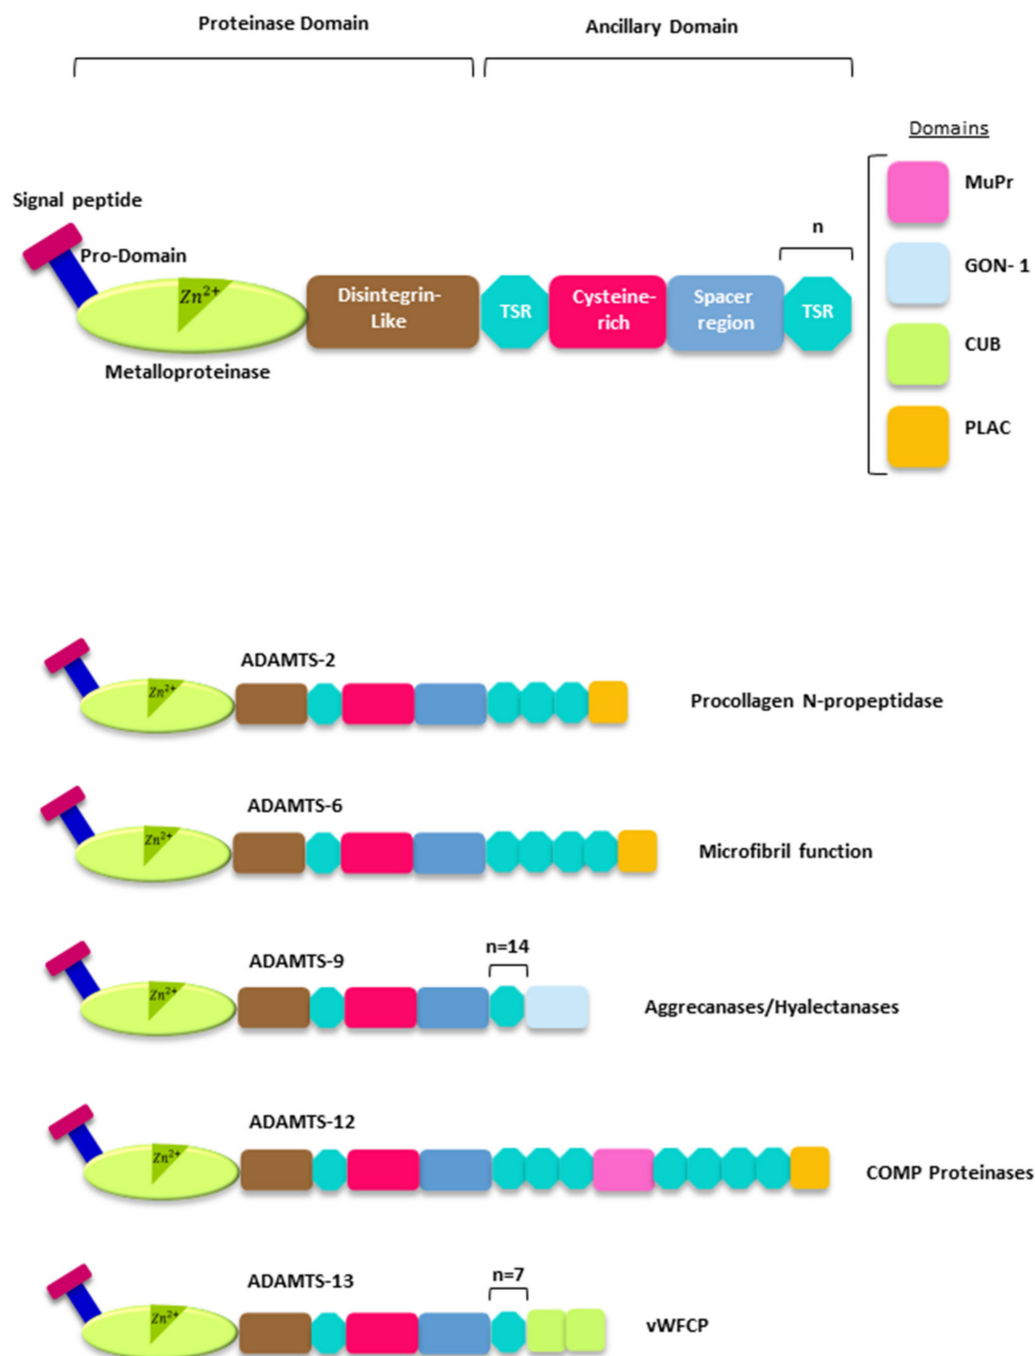 Proteinase Domain
Ancillary Domain
Domains
MuPr
Signal peptide
n
Pro-Domain
GON- 1
Zn2+
Disintegrin-
Like
TSR
Cysteine-
rich
Spacer
region
TSR
CUB
Metalloproteinase
PLAC
ADAMTS-2
Zn2+
Procollagen N-propeptidase
ADAMTS-6
Zn2+
Microfibril function
n=14
ADAMTS-9
Zn2+
Aggrecanases/Hyalectanases
ADAMTS-12
Zn2+
COMP Proteinases
n=7
ADAMTS-13
Zn2+
vWFCP